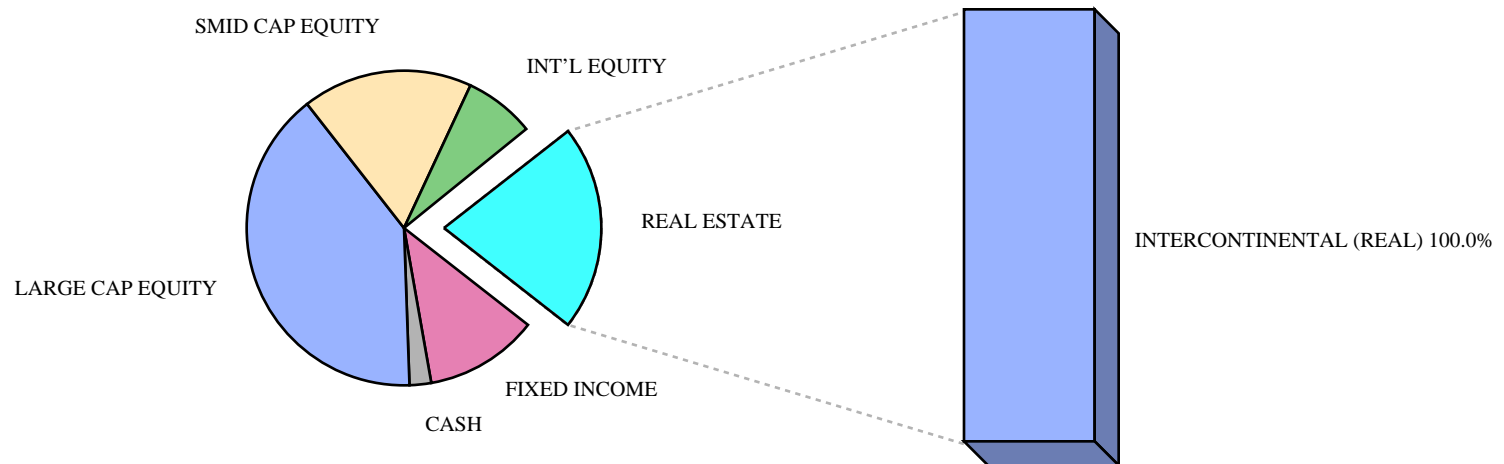 SMID CAP EQUITY
INT'L EQUITY
REAL ESTATE
INTERCONTINENTAL (REAL) 100.0%
LARGE CAP EQUITY
FIXED INCOME
CASH